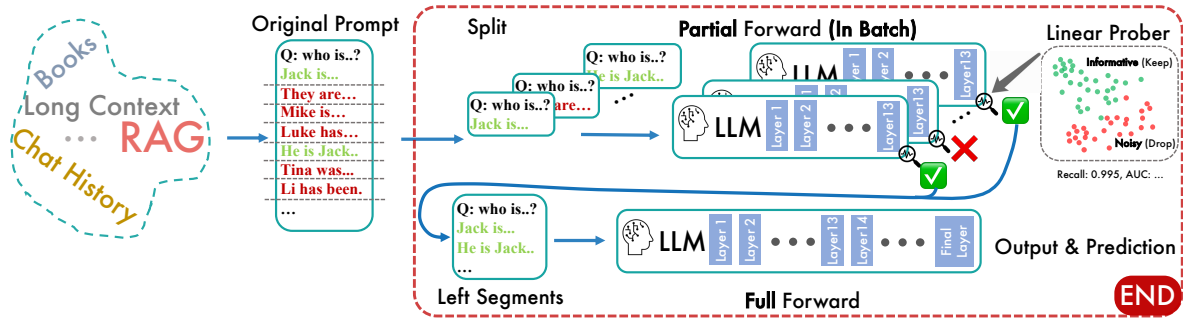 Books
Long Context
...
RAG
Chat History
Original Prompt
Q: who is..?
Jack is...
They are...
Mike is...
Luke has...
He is Jack..
Tina was...
Li has been.
...
Split
Q: who is..?
He is Jack..
Q: who is..?
are...
Q: who is..?
Jack is...
...
Partial Forward (In Batch)
LLM
Layer 1
Layer 2
Layer13
Layer13
LLM
Layer 1
Layer 2
Layer13
...
Linear Prober
Informative (Keep)
Noisy (Drop)
Recall: 0.995, AUC: ...
Q: who is..?
Jack is...
He is Jack..
...
Left Segments
LLM
Layer 1
Layer 2
Layer13
Layer14
Final Layer
Full Forward
Output & Prediction
END